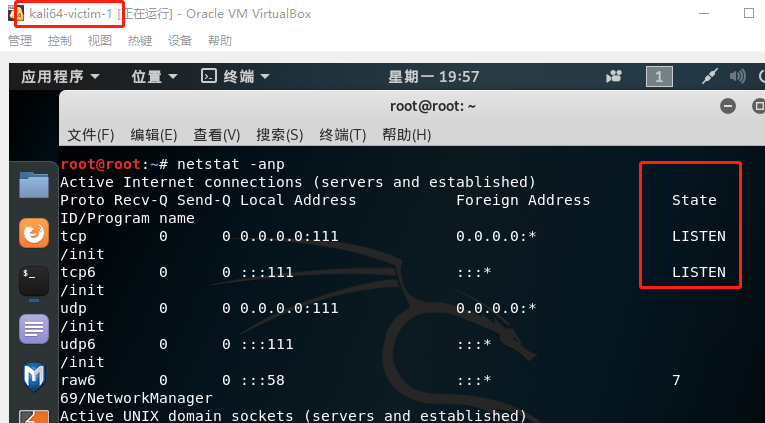 kali64-victim-1 [正在运行] - Oracle VM VirtualBox
管理 控制 视图 热键 设备 帮助
应用程序 位置 终端 星期一 19:57 1
root@root: ~
文件(F) 编辑(E) 查看(V) 搜索(S) 终端(T) 帮助(H)
root@root:~# netstat -anp
Active Internet connections (servers and established)
Proto Recv-Q Send-Q Local Address Foreign Address State
ID/Program name
tcp 0 0 0.0.0.0:111 0.0.0.0:* LISTEN
/init
tcp6 0 0 :::111 :::* LISTEN
/init
udp 0 0 0.0.0.0:111 0.0.0.0:*
/init
udp6 0 0 :::111 :::*
/init
raw6 0 0 :::58 :::* 7
69/NetworkManager
Active UNIX domain sockets (servers and established)